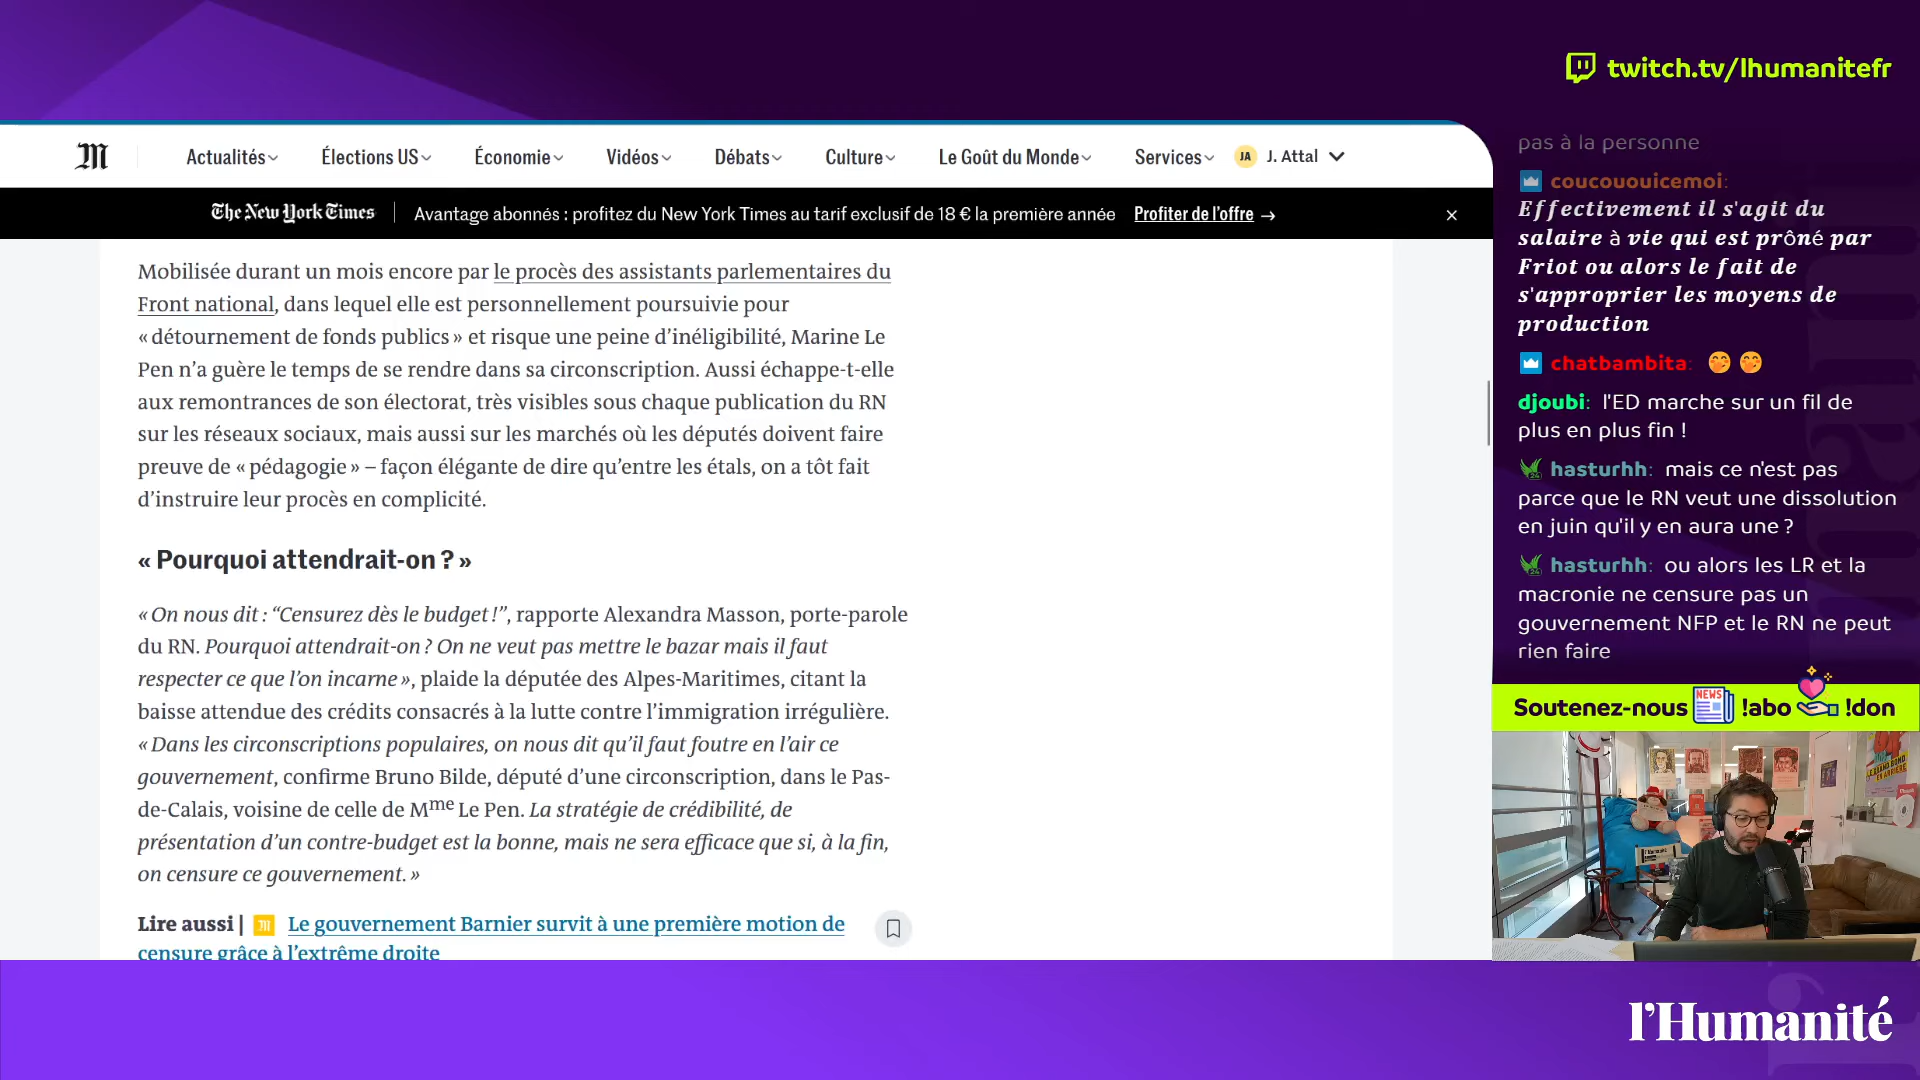 twitch.tv/lhumanitefr
M
Actualités
Élections US
Économie
Vidéos
Débats
Culture
Le Goût du Monde
Services
JA
J. Attal
The New York Times
Avantage abonnés : profitez du New York Times au tarif exclusif de 18 € la première année
Profiter de l’offre →
×
Mobilisée durant un mois encore par le procès des assistants parlementaires du
Front national, dans lequel elle est personnellement poursuivie pour
« détournement de fonds publics » et risque une peine d’inéligibilité, Marine Le
Pen n’a guère le temps de se rendre dans sa circonscription. Aussi échappe-t-elle
aux remontrances de son électorat, très visibles sous chaque publication du RN
sur les réseaux sociaux, mais aussi sur les marchés où les députés doivent faire
preuve de « pédagogie » – façon élégante de dire qu’entre les étals, on a tôt fait
d’instruire leur procès en complicité.
« Pourquoi attendrait-on ? »
« On nous dit : “Censurez dès le budget !”, rapporte Alexandra Masson, porte-parole
du RN. Pourquoi attendrait-on ? On ne veut pas mettre le bazar mais il faut
respecter ce que l’on incarne », plaide la députée des Alpes-Maritimes, citant la
baisse attendue des crédits consacrés à la lutte contre l’immigration irrégulière.
« Dans les circonscriptions populaires, on nous dit qu’il faut foutre en l’air ce
gouvernement, confirme Bruno Bilde, député d’une circonscription, dans le Pas-
de-Calais, voisine de celle de Mme Le Pen. La stratégie de crédibilité, de
présentation d’un contre-budget est la bonne, mais ne sera efficace que si, à la fin,
on censure ce gouvernement. »
Lire aussi | M Le gouvernement Barnier survit à une première motion de
censure grâce à l’extrême droite
pas à la personne
coucououicemoi:
Effectivement il s'agit du
salaire à vie qui est prôné par
Friot ou alors le fait de
s'approprier les moyens de
production
chatbambita:
djoubi: l'ED marche sur un fil de
plus en plus fin !
hasturhh: mais ce n'est pas
parce que le RN veut une dissolution
en juin qu'il y en aura une ?
hasturhh: ou alors les LR et la
macronie ne censure pas un
gouvernement NFP et le RN ne peut
rien faire
Soutenez-nous NEWS !abo !don
l'Humanité
l'Humanité